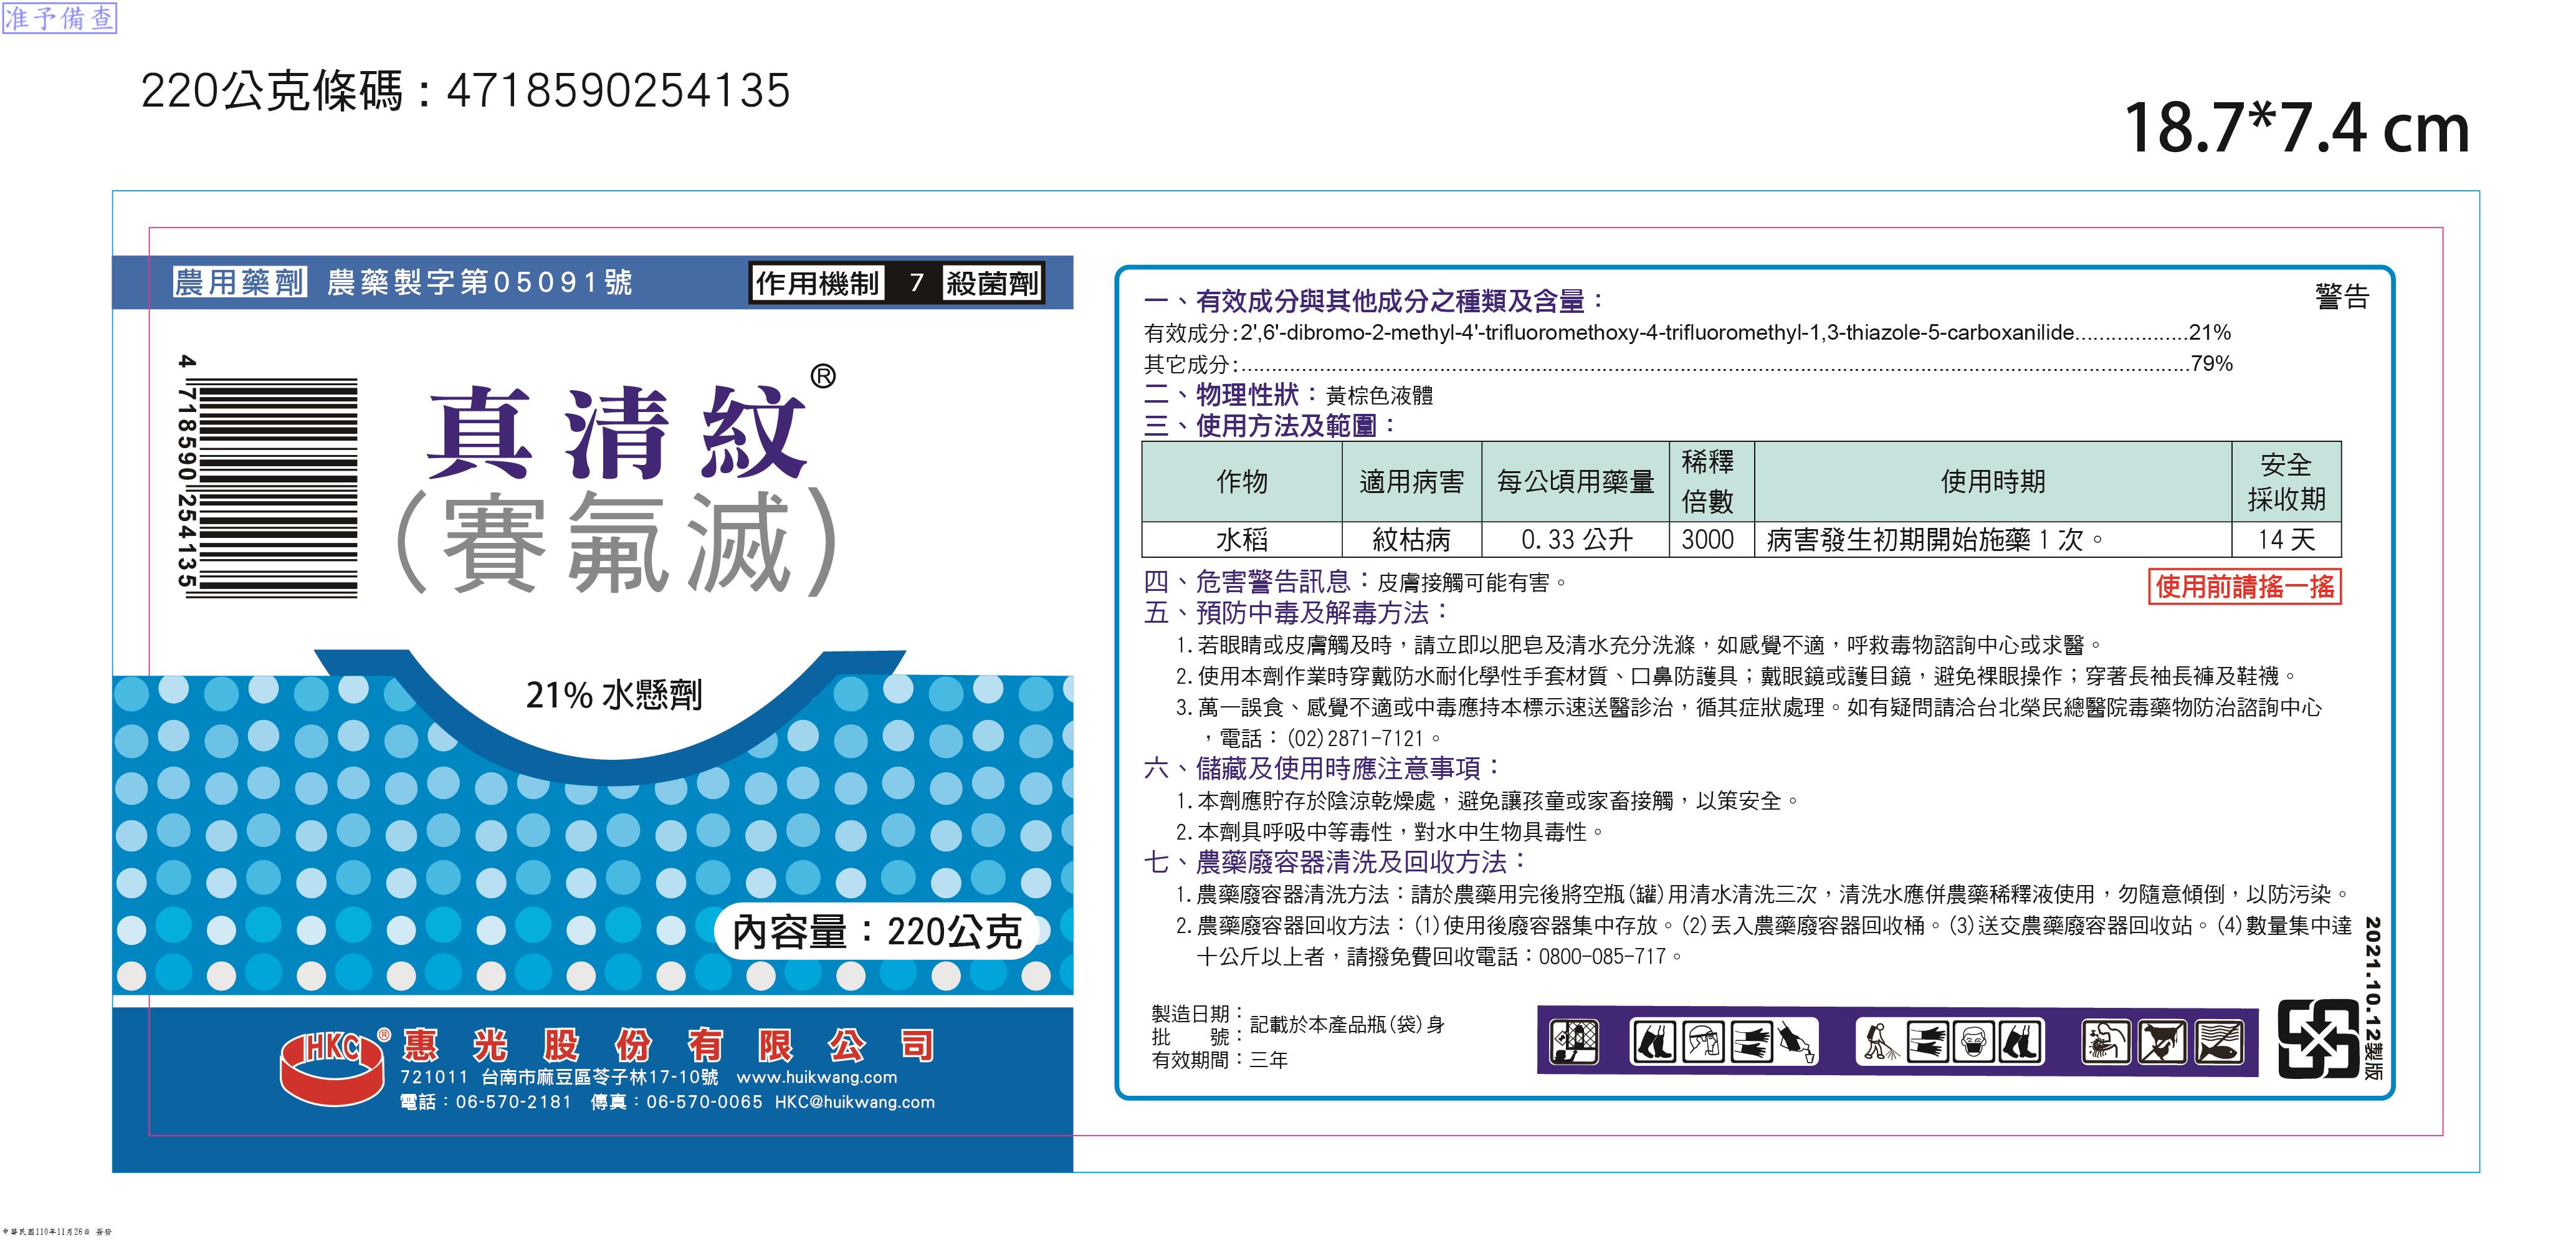 准予備查
220公克條碼：4718590254135
18.7*7.4 cm
農用藥劑 農藥製字第05091號 作用機制 7 殺菌劑
4 718590 254135
真清紋®
(賽氟滅)
21% 水懸劑
內容量：220公克
HKC® 惠光股份有限公司
721011 台南市麻豆區苓子林17-10號 www.huikwang.com
電話：06-570-2181 傳真：06-570-0065 HKC@huikwang.com
警告
一、有效成分與其他成分之種類及含量：
有效成分:2',6'-dibromo-2-methyl-4'-trifluoromethoxy-4-trifluoromethyl-1,3-thiazole-5-carboxanilide...................21%
其它成分:................................................................79%
二、物理性狀：黃棕色液體
三、使用方法及範圍：
作物 適用病害 每公頃用藥量 稀釋倍數 使用時期 安全採收期
水稻 紋枯病 0.33公升 3000 病害發生初期開始施藥1次。 14天
四、危害警告訊息：皮膚接觸可能有害。
使用前請搖一搖
五、預防中毒及解毒方法：
1.若眼睛或皮膚觸及時，請立即以肥皂及清水充分洗滌，如感覺不適，呼救毒物諮詢中心或求醫。
2.使用本劑作業時穿戴防水耐化學性手套材質、口鼻防護具；戴眼鏡或護目鏡，避免裸眼操作；穿著長袖長褲及鞋襪。
3.萬一誤食、感覺不適或中毒應持本標示速送醫診治，循其症狀處理。如有疑問請洽台北榮民總醫院毒藥物防治諮詢中心
，電話：(02)2871-7121。
六、儲藏及使用時應注意事項：
1.本劑應貯存於陰涼乾燥處，避免讓孩童或家畜接觸，以策安全。
2.本劑具呼吸中等毒性，對水中生物具毒性。
七、農藥廢容器清洗及回收方法：
1.農藥廢容器清洗方法：請於農藥用完後將空瓶(罐)用清水清洗三次，清洗水應併農藥稀釋液使用，勿隨意傾倒，以防污染。
2.農藥廢容器回收方法：(1)使用後廢容器集中存放。(2)丟入農藥廢容器回收桶。(3)送交農藥廢容器回收站。(4)數量集中達
十公斤以上者，請撥免費回收電話：0800-085-717。
製造日期：
批　　號：記載於本產品瓶(袋)身
有效期間：三年
2021.10.12製版
中華民國110年11月26日 簽發